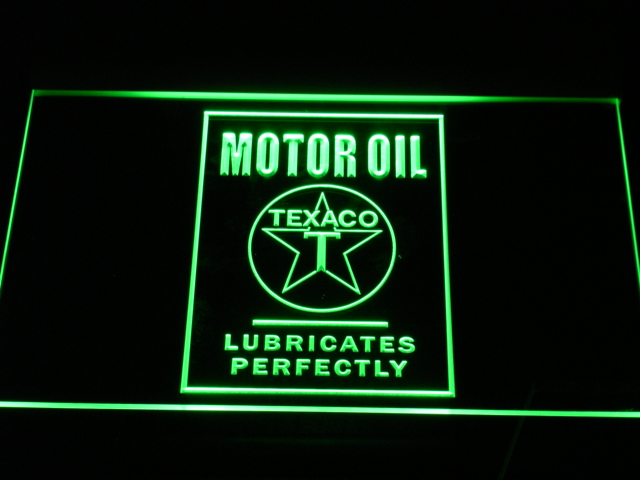 MOTOR OIL
TEXACO
T
LUBRICATES
PERFECTLY